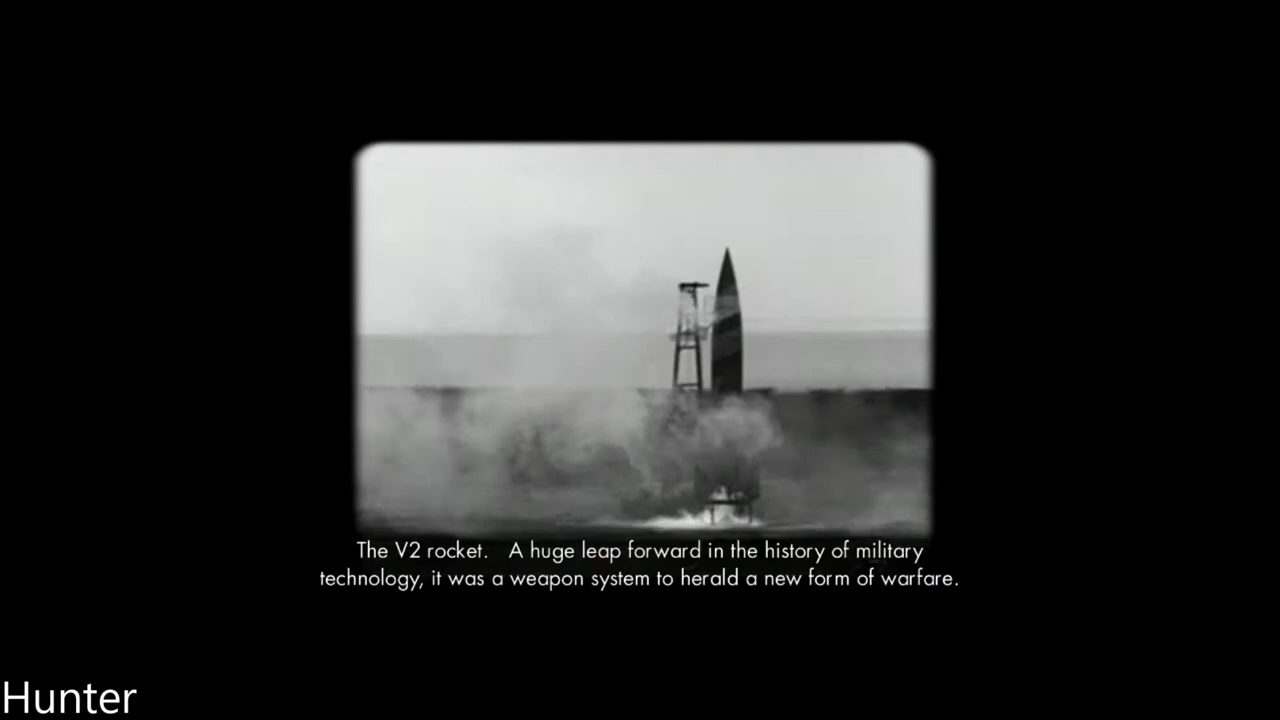 The V2 rocket. A huge leap forward in the history of military
technology, it was a weapon system to herald a new form of warfare.
Hunter